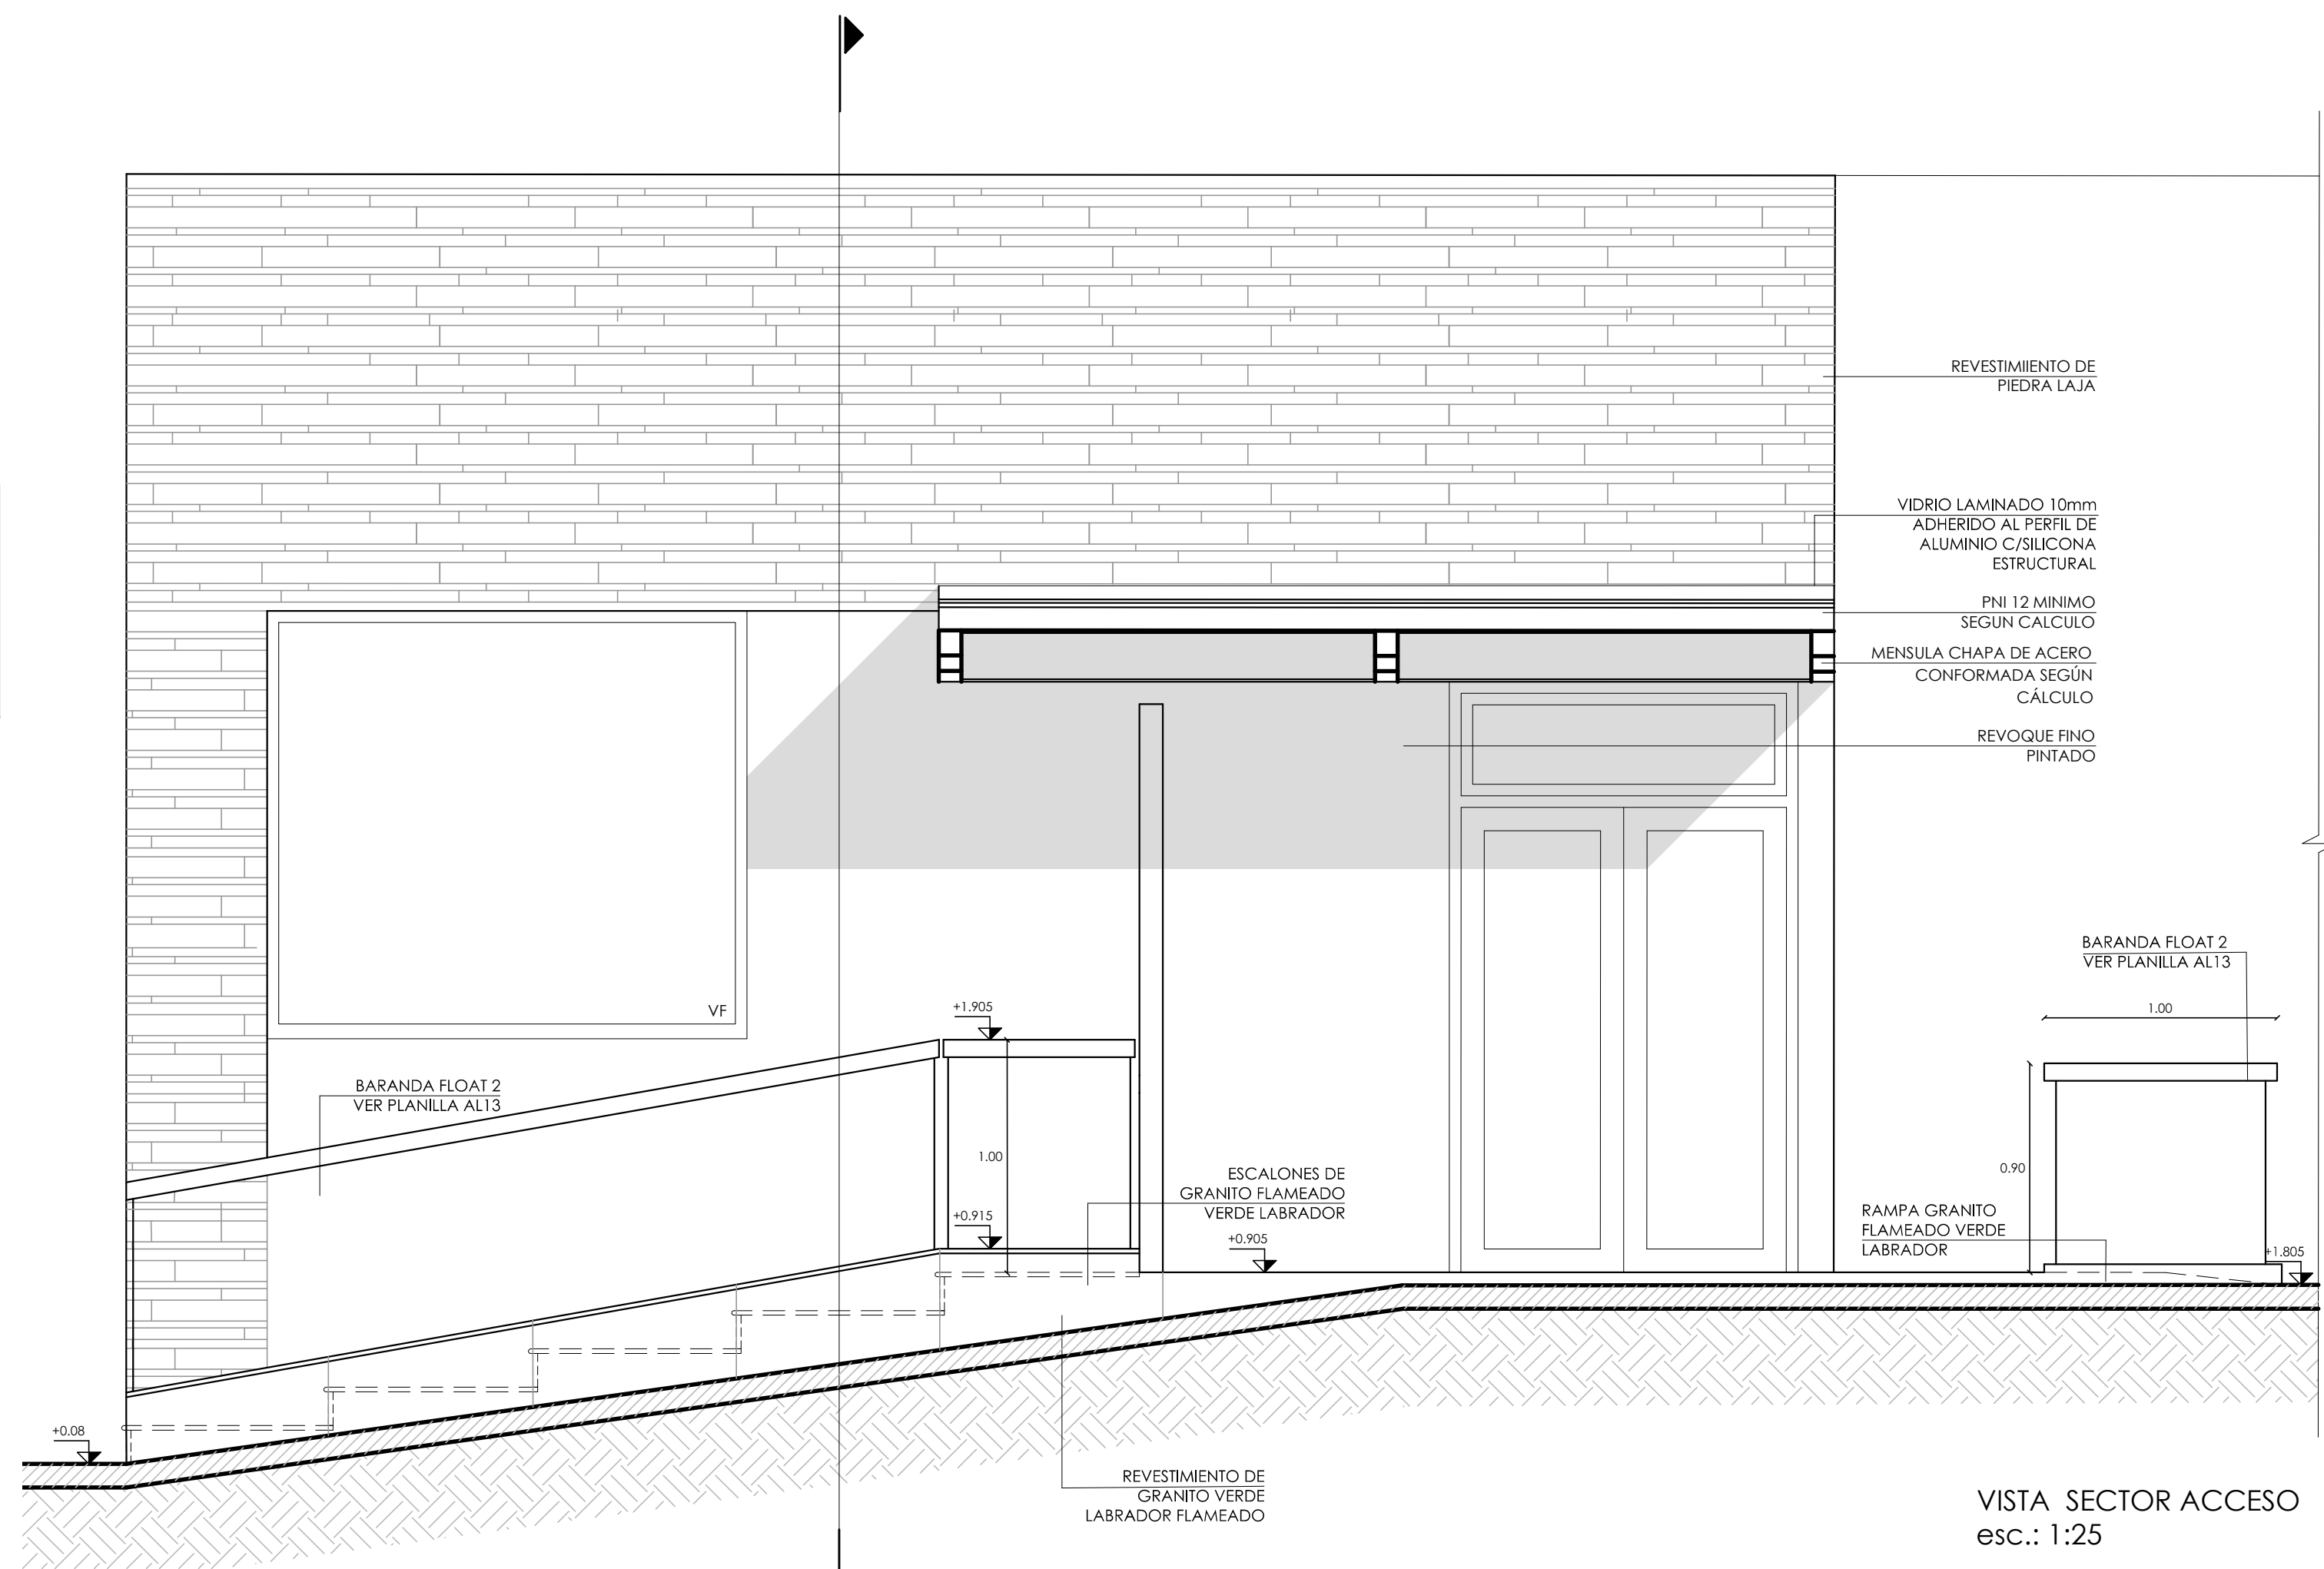 REVESTIMIIENTO DE
PIEDRA LAJA
VIDRIO LAMINADO 10mm
ADHERIDO AL PERFIL DE
ALUMINIO C/SILICONA
ESTRUCTURAL
PNI 12 MINIMO
SEGUN CALCULO
MENSULA CHAPA DE ACERO
CONFORMADA SEGÚN
CÁLCULO
REVOQUE FINO
PINTADO
BARANDA FLOAT 2
VER PLANILLA AL13
1.00
0.90
RAMPA GRANITO
FLAMEADO VERDE
LABRADOR
+1.805
VF
+1.905
BARANDA FLOAT 2
VER PLANILLA AL13
1.00
ESCALONES DE
GRANITO FLAMEADO
VERDE LABRADOR
+0.915
+0.905
+0.08
REVESTIMIENTO DE
GRANITO VERDE
LABRADOR FLAMEADO
VISTA SECTOR ACCESO
esc.: 1:25